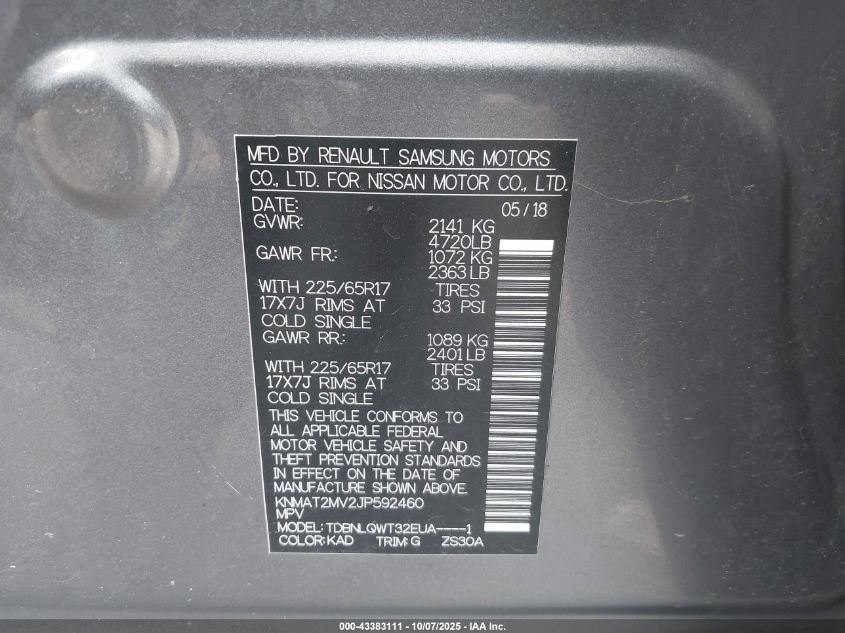 MFD BY RENAULT SAMSUNG MOTORS
CO., LTD. FOR NISSAN MOTOR CO., LTD.
DATE: 05/18
GVWR: 2141 KG
4720LB
GAWR FR: 1072 KG
2363 LB
WITH 225/65R17 TIRES
17X7J RIMS AT 33 PSI
COLD SINGLE
GAWR RR: 1089 KG
2401 LB
WITH 225/65R17 TIRES
17X7J RIMS AT 33 PSI
COLD SINGLE
THIS VEHICLE CONFORMS TO
ALL APPLICABLE FEDERAL
MOTOR VEHICLE SAFETY AND
THEFT PREVENTION STANDARDS
IN EFFECT ON THE DATE OF
MANUFACTURE SHOWN ABOVE.
KNMAT2MV2JP592460
MPV
MODEL: TDBNLQWT32EUA----1
COLOR: KAD TRIM: G ZS30A
000-43383111 - 10/07/2025 - IAA Inc.